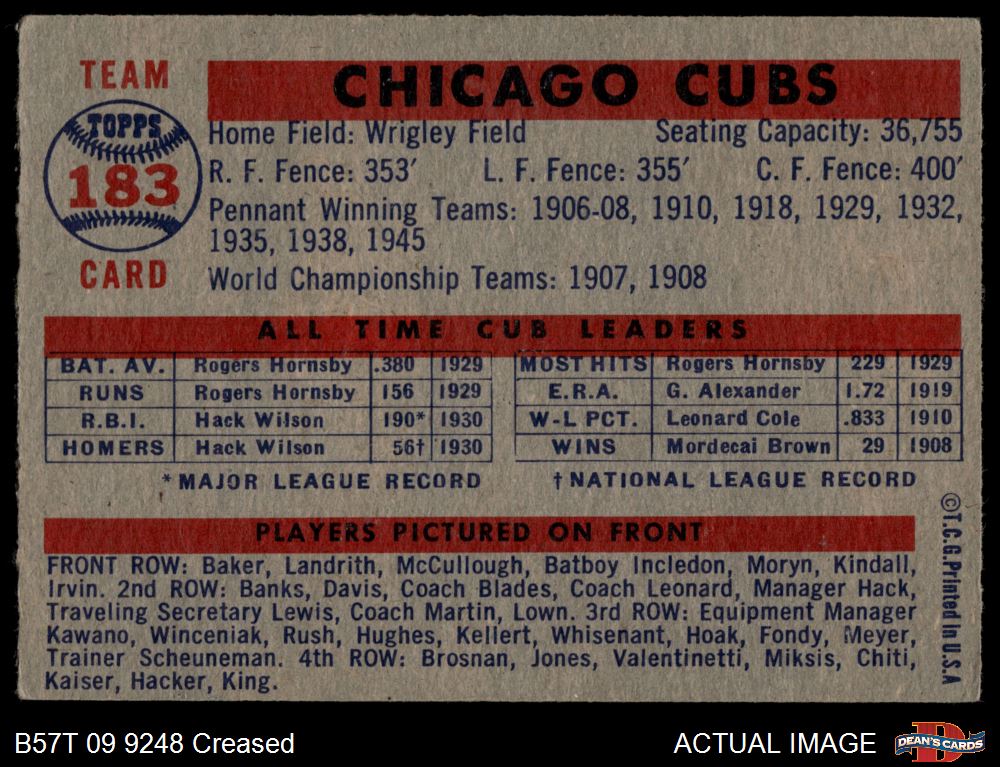 TEAM
TOPPS
183
CARD
CHICAGO CUBS
Home Field: Wrigley Field Seating Capacity: 36,755
R. F. Fence: 353′ L. F. Fence: 355′ C. F. Fence: 400′
Pennant Winning Teams: 1906-08, 1910, 1918, 1929, 1932,
1935, 1938, 1945
World Championship Teams: 1907, 1908
ALL TIME CUB LEADERS
BAT. AV. Rogers Hornsby .380 1929
RUNS Rogers Hornsby 156 1929
R.B.I. Hack Wilson 190* 1930
HOMERS Hack Wilson 56† 1930
MOST HITS Rogers Hornsby 229 1929
E.R.A. G. Alexander 1.72 1919
W-L PCT. Leonard Cole .833 1910
WINS Mordecai Brown 29 1908
*MAJOR LEAGUE RECORD †NATIONAL LEAGUE RECORD
PLAYERS PICTURED ON FRONT
FRONT ROW: Baker, Landrith, McCullough, Batboy Incledon, Moryn, Kindall,
Irvin. 2nd ROW: Banks, Davis, Coach Blades, Coach Leonard, Manager Hack,
Traveling Secretary Lewis, Coach Martin, Lown. 3rd ROW: Equipment Manager
Kawano, Winceniak, Rush, Hughes, Kellert, Whisenant, Hoak, Fondy, Meyer,
Trainer Scheuneman. 4th ROW: Brosnan, Jones, Valentinetti, Miksis, Chiti,
Kaiser, Hacker, King.
©T.C.G. Printed in U.S.A
B57T 09 9248 Creased
ACTUAL IMAGE
D
DEAN'S CARDS